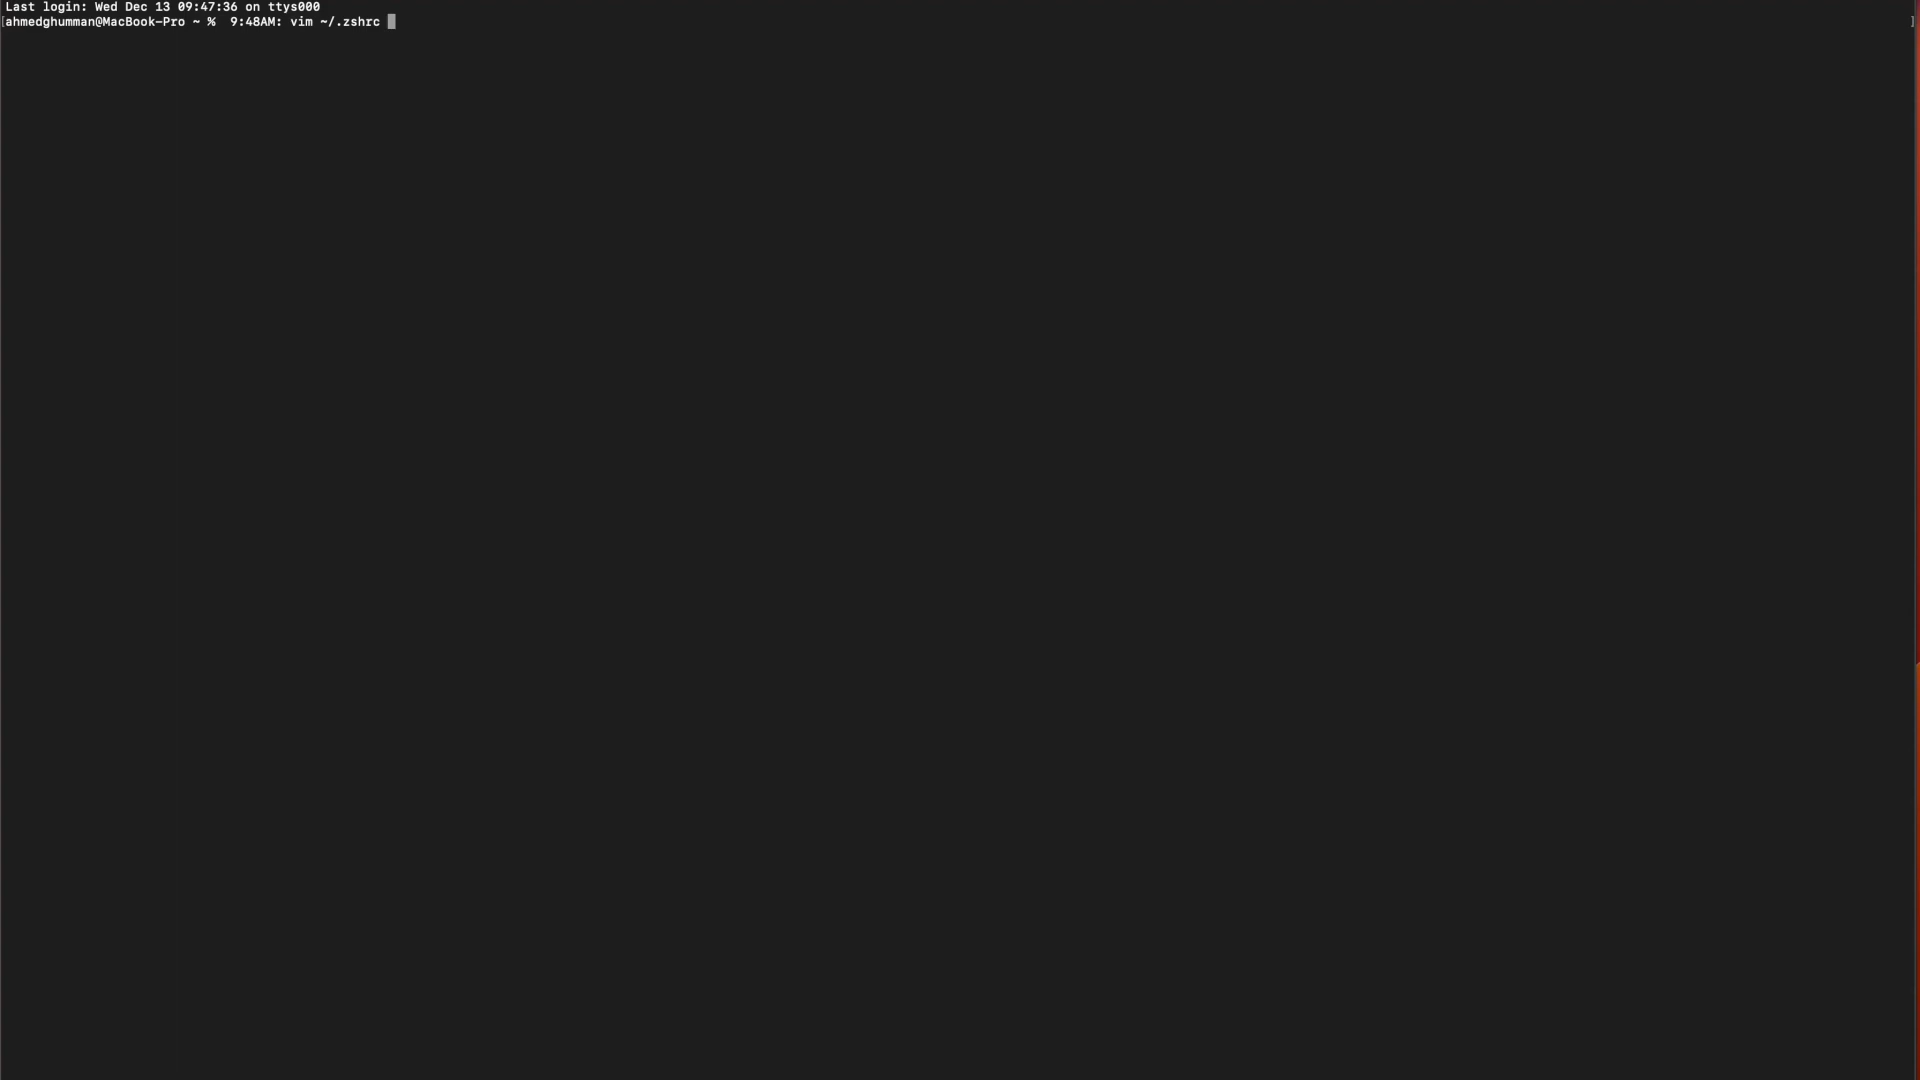 Last login: Wed Dec 13 09:47:36 on ttys000
[ahmedghumman@MacBook-Pro ~ %  9:48AM: vim ~/.zshrc ]